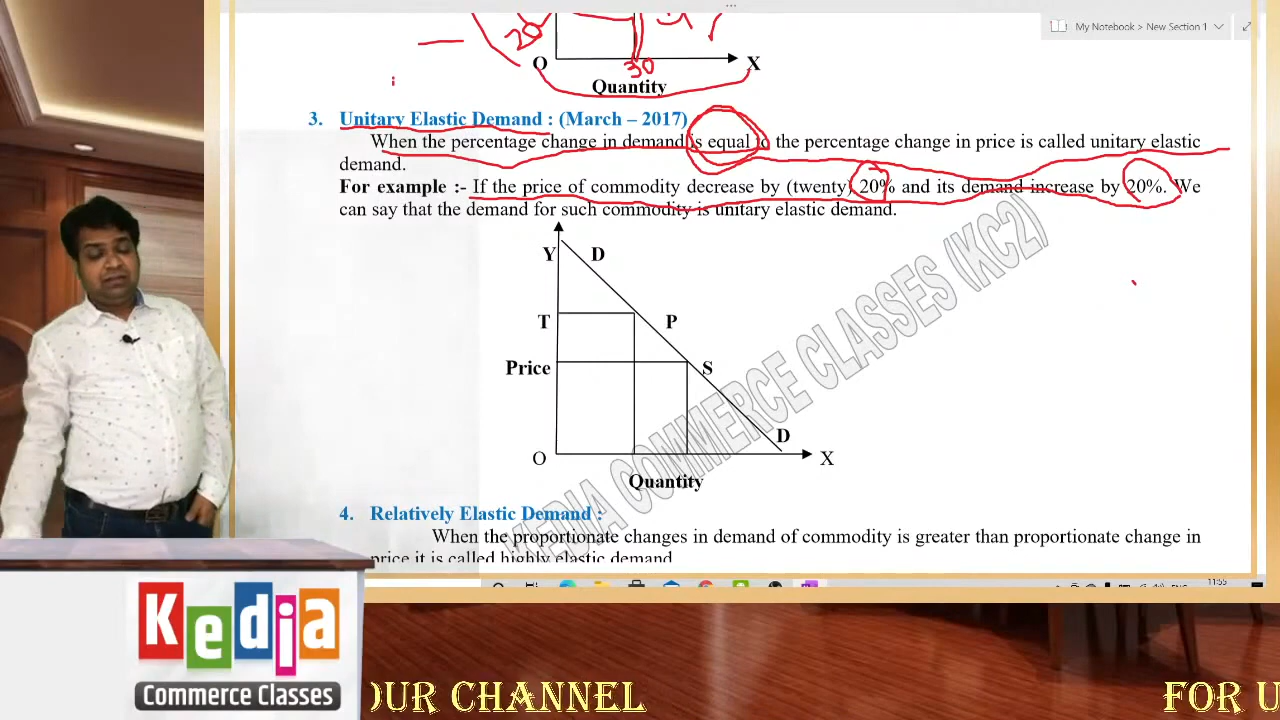 My Notebook > New Section 1
20
30
O
X
Quantity
3. Unitary Elastic Demand : (March – 2017)
When the percentage change in demand is equal to the percentage change in price is called unitary elastic
demand.
For example :- If the price of commodity decrease by (twenty) 20% and its demand increase by 20%. We
can say that the demand for such commodity is unitary elastic demand.
Y D
T P
Price S
D
O X
Quantity
KEDIA COMMERCE CLASSES (KC2)
4. Relatively Elastic Demand :
When the proportionate changes in demand of commodity is greater than proportionate change in
price it is called highly elastic demand
11:55
Kedia
Commerce Classes
OUR CHANNEL
FOR U